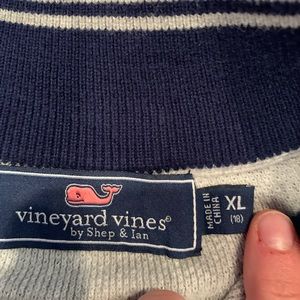 vineyard vines®
by Shep & Ian
MADE IN
CHINA
XL
(18)